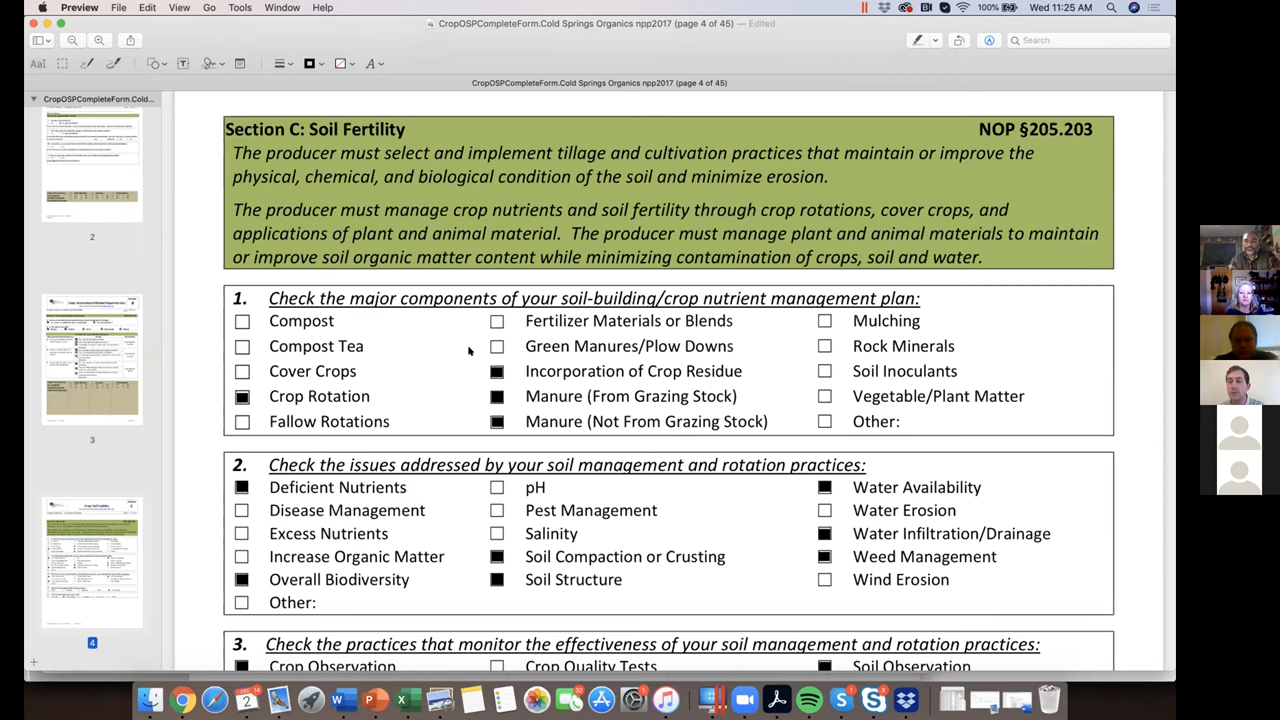 Preview File Edit View Go Tools Window Help 100% Wed 11:25 AM
CropOSPCompleteForm.Cold Springs Organics npp2017 (page 4 of 45) — Edited
Search
CropOSPCompleteForm.Cold Springs Organics npp2017 (page 4 of 45)
CropOSPCompleteForm.Cold...
2
3
4
Section C: Soil Fertility NOP §205.203
The producer must select and implement tillage and cultivation practices that maintain or improve the
physical, chemical, and biological condition of the soil and minimize erosion.
The producer must manage crop nutrients and soil fertility through crop rotations, cover crops, and
applications of plant and animal material. The producer must manage plant and animal materials to maintain
or improve soil organic matter content while minimizing contamination of crops, soil and water.
1. Check the major components of your soil-building/crop nutrient management plan:
Compost Fertilizer Materials or Blends Mulching
Compost Tea Green Manures/Plow Downs Rock Minerals
Cover Crops Incorporation of Crop Residue Soil Inoculants
Crop Rotation Manure (From Grazing Stock) Vegetable/Plant Matter
Fallow Rotations Manure (Not From Grazing Stock) Other:
2. Check the issues addressed by your soil management and rotation practices:
Deficient Nutrients pH Water Availability
Disease Management Pest Management Water Erosion
Excess Nutrients Salinity Water Infiltration/Drainage
Increase Organic Matter Soil Compaction or Crusting Weed Management
Overall Biodiversity Soil Structure Wind Erosion
Other:
3. Check the practices that monitor the effectiveness of your soil management and rotation practices:
Crop Observation Crop Quality Tests Soil Observation